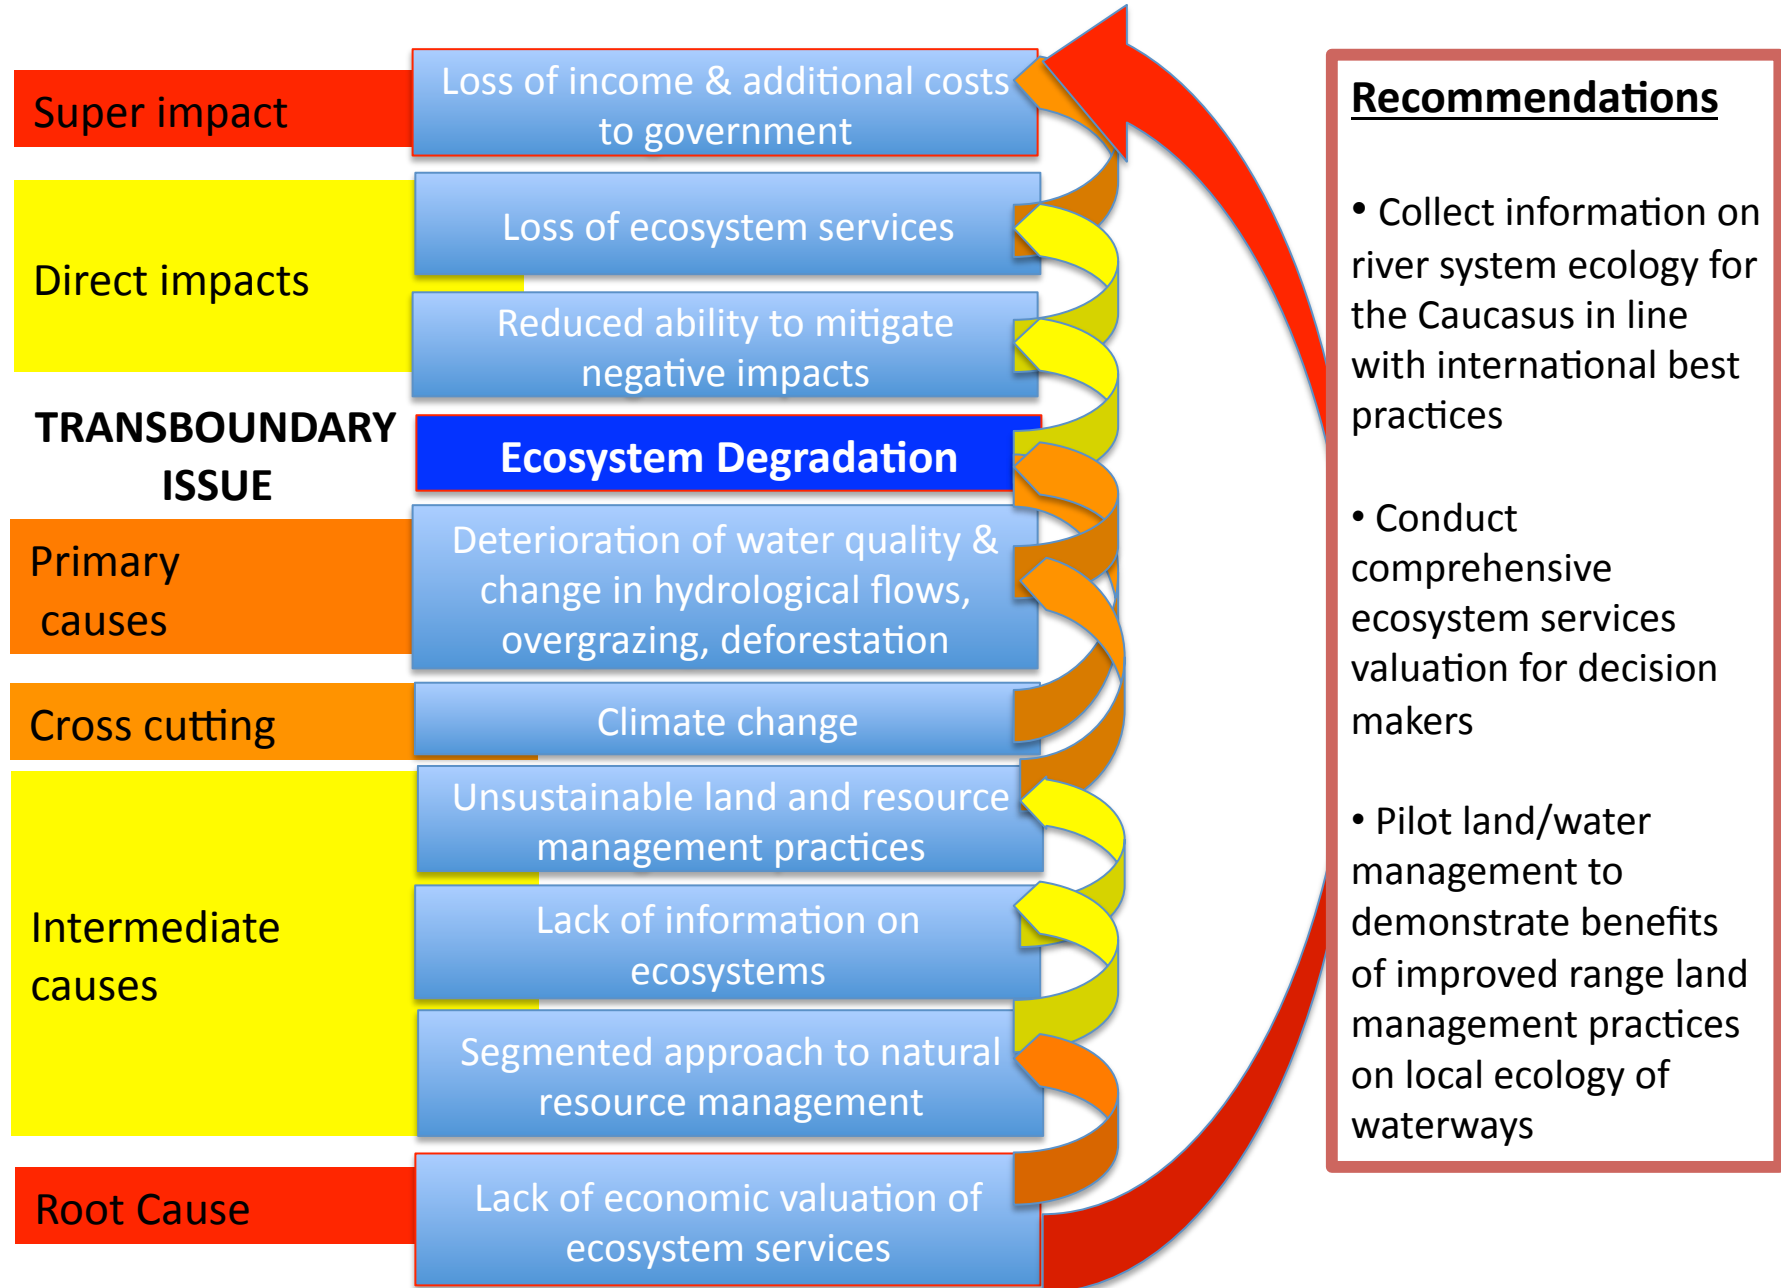 Super impact
Loss of income & additional costs
to government
Direct impacts
Loss of ecosystem services
Reduced ability to mitigate
negative impacts
TRANSBOUNDARY
ISSUE
Ecosystem Degradation
Primary
causes
Deterioration of water quality &
change in hydrological flows,
overgrazing, deforestation
Cross cutting
Climate change
Intermediate
causes
Unsustainable land and resource
management practices
Lack of information on
ecosystems
Segmented approach to natural
resource management
Root Cause
Lack of economic valuation of
ecosystem services
Recommendations
• Collect information on
river system ecology for
the Caucasus in line
with international best
practices
• Conduct
comprehensive
ecosystem services
valuation for decision
makers
• Pilot land/water
management to
demonstrate benefits
of improved range land
management practices
on local ecology of
waterways